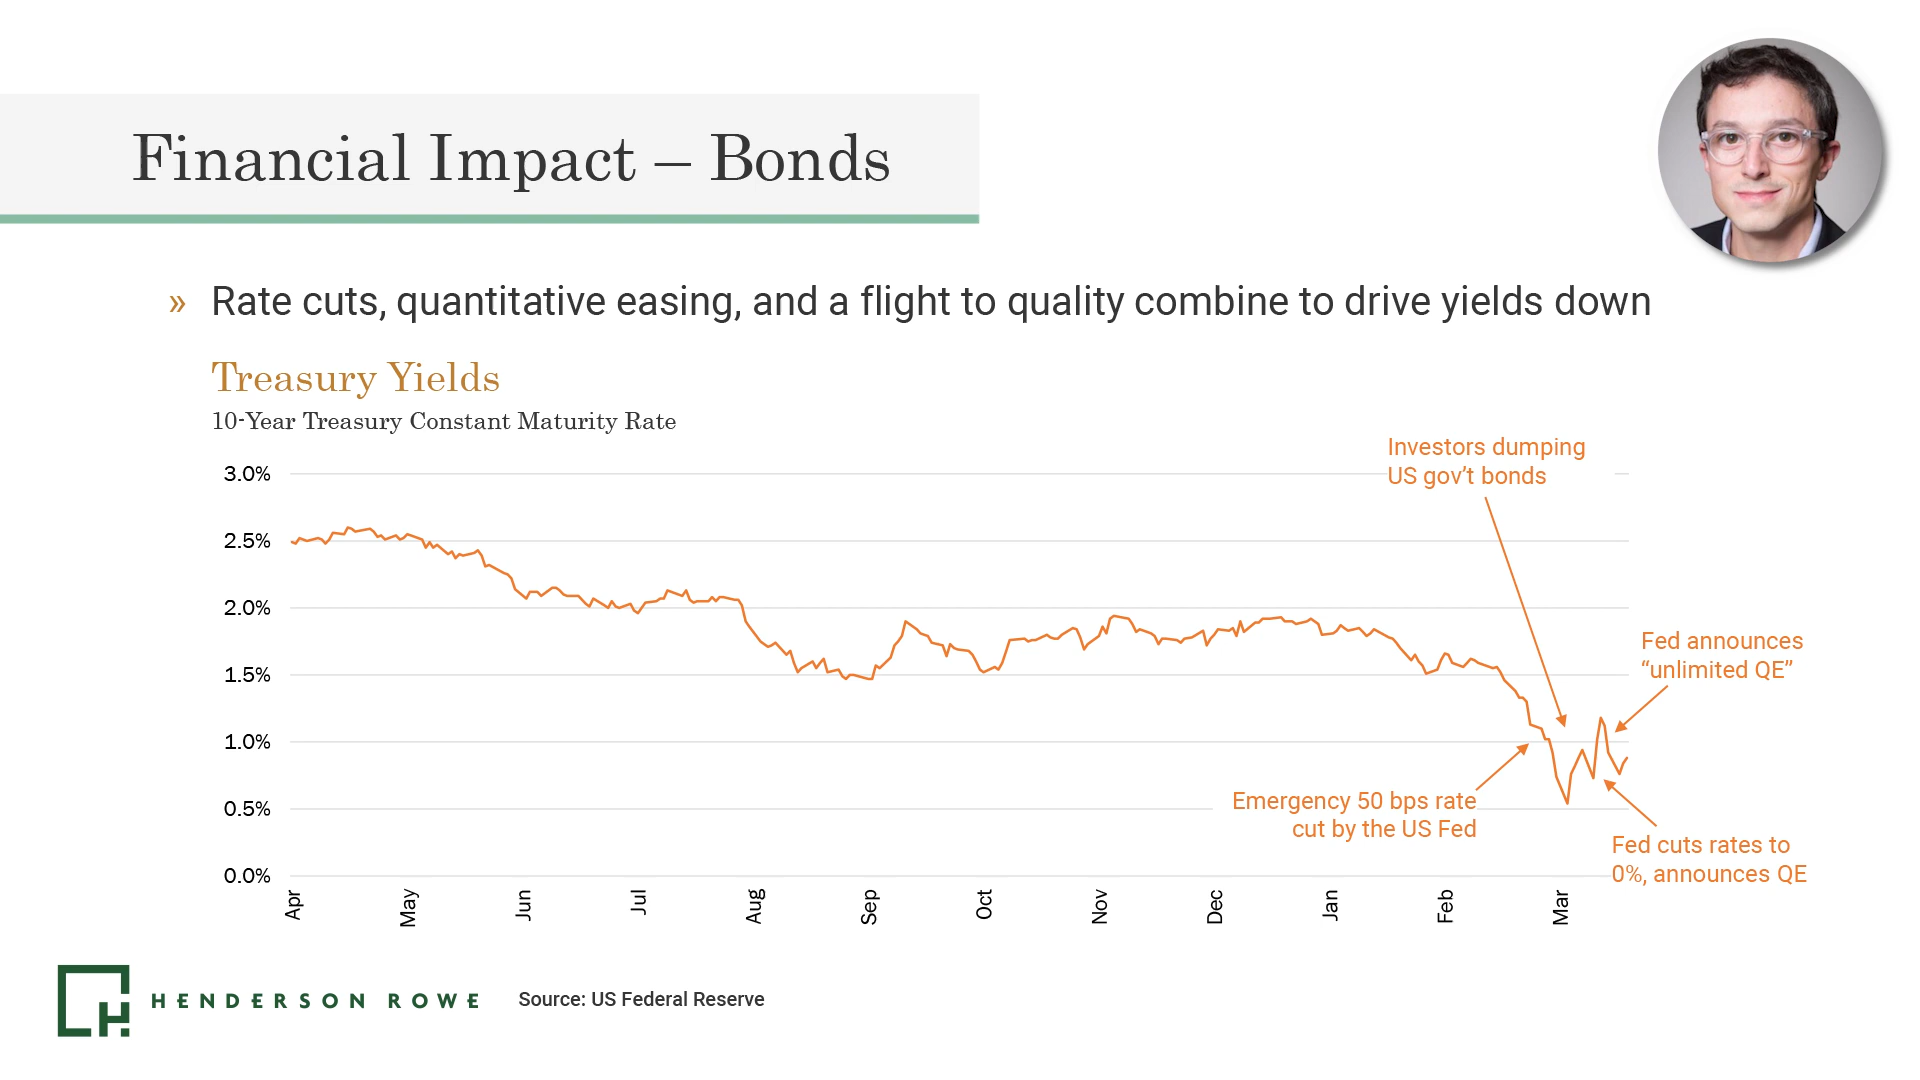 Financial Impact – Bonds
» Rate cuts, quantitative easing, and a flight to quality combine to drive yields down
Treasury Yields
10-Year Treasury Constant Maturity Rate
Investors dumping
US gov’t bonds
3.0%
2.5%
2.0%
1.5%
1.0%
0.5%
0.0%
Fed announces
“unlimited QE”
Emergency 50 bps rate
cut by the US Fed
Fed cuts rates to
0%, announces QE
Apr
May
Jun
Jul
Aug
Sep
Oct
Nov
Dec
Jan
Feb
Mar
HENDERSON ROWE
Source: US Federal Reserve